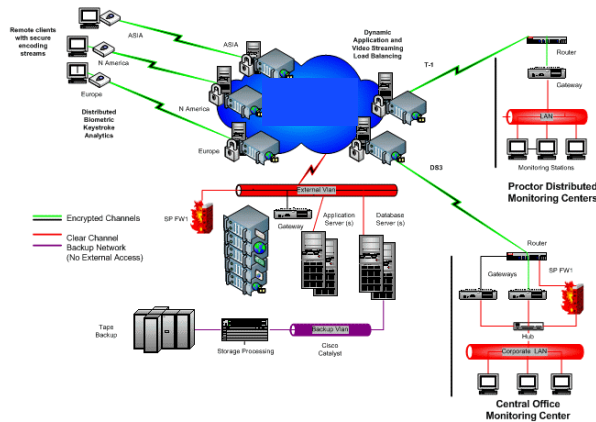 Remote clients
with secure
encoding
streams
ASIA
N America
Europe
Distributed
Biometric
Keystroke
Analytics
ASIA
N America
Europe
Dynamic
Application and
Video Streaming
Load Balancing
T-1
DS3
Router
Gateway
LAN
Monitoring Stations
Proctor Distributed
Monitoring Centers
External Vlan
SP FW1
Gateway
Application
Server (s)
Database
Server (s)
Encrypted Channels
Clear Channel
Backup Network
(No External Access)
Taps
Backup
Storage Processing
Backup Vlan
Cisco
Catalyst
Router
Gateways
SP FW1
Hub
Corporate LAN
Central Office
Monitoring Center